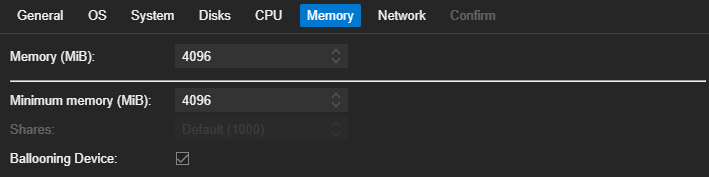 General OS System Disks CPU Memory Network Confirm
Memory (MiB): 4096
Minimum memory (MiB): 4096
Shares: Default (1000)
Ballooning Device: